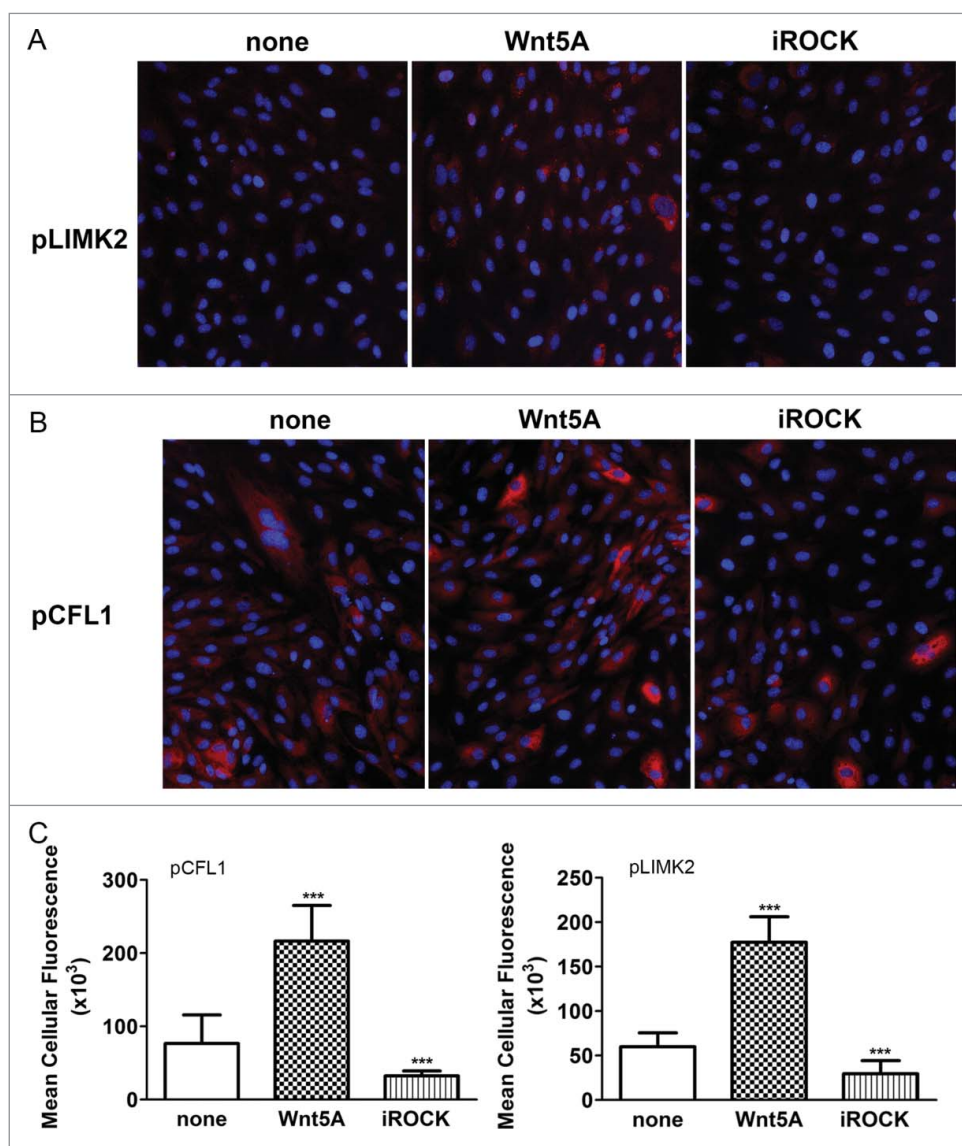 A
none Wnt5A iROCK
pLIMK2
B
none Wnt5A iROCK
pCFL1
C
Mean Cellular Fluorescence
(x10³)
pCFL1
300
200
100
0
***
***
none Wnt5A iROCK
Mean Cellular Fluorescence
(x10³)
pLIMK2
250
200
150
100
50
0
***
***
none Wnt5A iROCK